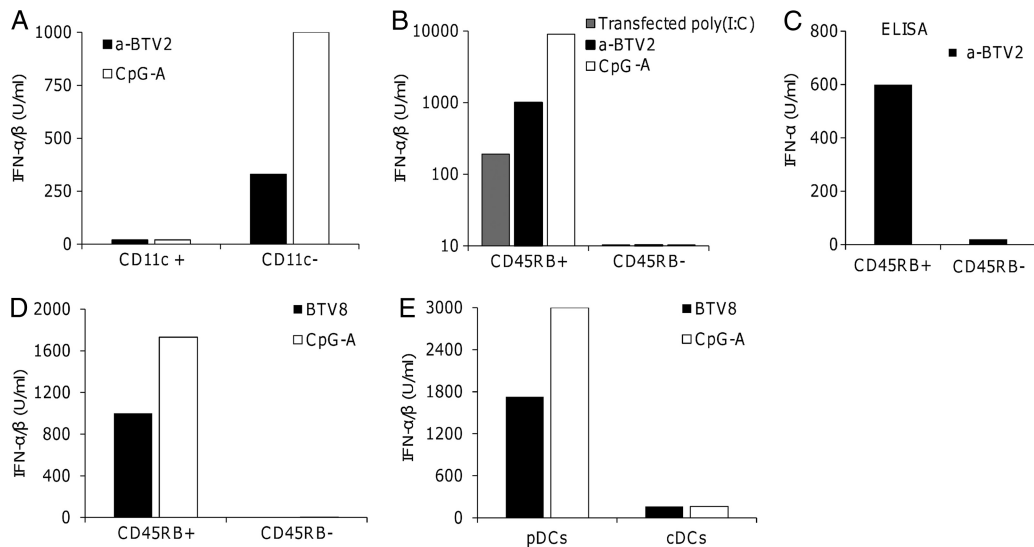 A
a-BTV2
CpG-A
IFN-α/β (U/ml)
1000
750
500
250
0
CD11c +
CD11c-
B
Transfected poly(I:C)
a-BTV2
CpG-A
IFN-α/β (U/ml)
10000
1000
100
10
CD45RB+
CD45RB-
C
ELISA
a-BTV2
IFN-α (U/ml)
800
600
400
200
0
CD45RB+
CD45RB-
D
BTV8
CpG-A
IFN-α/β (U/ml)
2000
1600
1200
800
400
0
CD45RB+
CD45RB-
E
BTV8
CpG-A
IFN-α/β (U/ml)
3000
2400
1800
1200
600
0
pDCs
cDCs